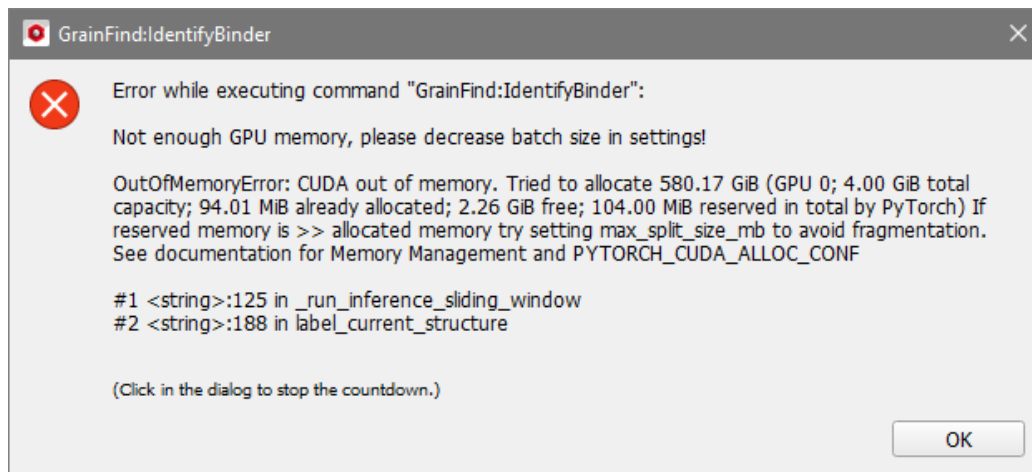 GrainFind:IdentifyBinder
Error while executing command "GrainFind:IdentifyBinder":
Not enough GPU memory, please decrease batch size in settings!
OutOfMemoryError: CUDA out of memory. Tried to allocate 580.17 GiB (GPU 0; 4.00 GiB total
capacity; 94.01 MiB already allocated; 2.26 GiB free; 104.00 MiB reserved in total by PyTorch) If
reserved memory is >> allocated memory try setting max_split_size_mb to avoid fragmentation.
See documentation for Memory Management and PYTORCH_CUDA_ALLOC_CONF
#1 <string>:125 in _run_inference_sliding_window
#2 <string>:188 in label_current_structure
(Click in the dialog to stop the countdown.)
OK